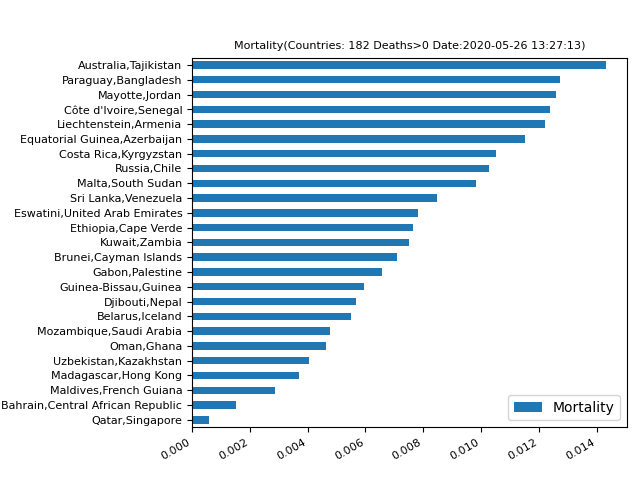 Mortality(Countries: 182 Deaths>0 Date:2020-05-26 13:27:13)
Australia,Tajikistan
Paraguay,Bangladesh
Mayotte,Jordan
Côte d'Ivoire,Senegal
Liechtenstein,Armenia
Equatorial Guinea,Azerbaijan
Costa Rica,Kyrgyzstan
Russia,Chile
Malta,South Sudan
Sri Lanka,Venezuela
Eswatini,United Arab Emirates
Ethiopia,Cape Verde
Kuwait,Zambia
Brunei,Cayman Islands
Gabon,Palestine
Guinea-Bissau,Guinea
Djibouti,Nepal
Belarus,Iceland
Mozambique,Saudi Arabia
Oman,Ghana
Uzbekistan,Kazakhstan
Madagascar,Hong Kong
Maldives,French Guiana
Bahrain,Central African Republic
Qatar,Singapore
Mortality
0.000 0.002 0.004 0.006 0.008 0.010 0.012 0.014